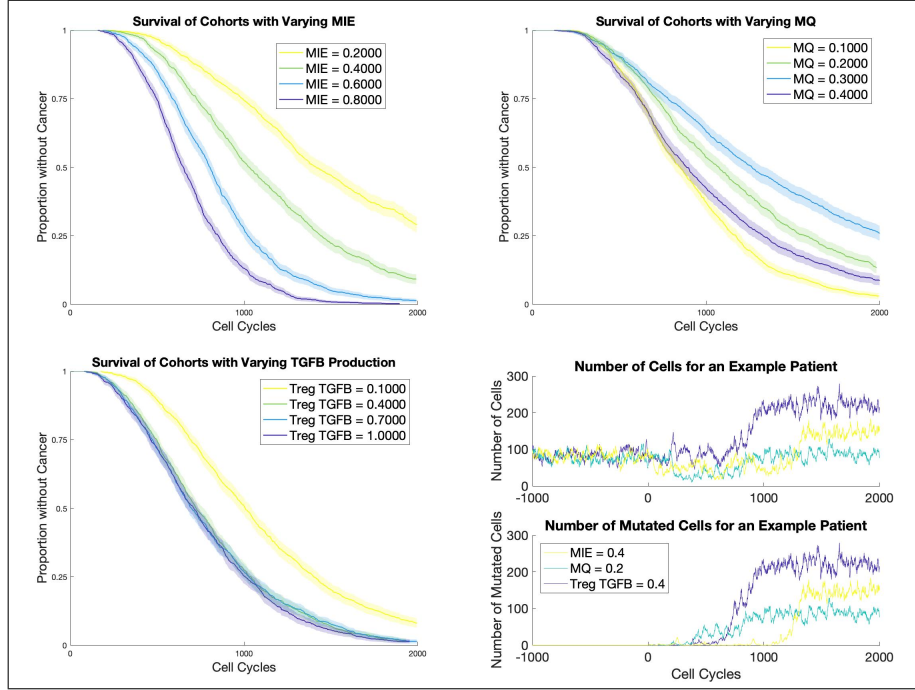 Survival of Cohorts with Varying MIE
1
0.75
0.5
0.25
0
0
1000
2000
Proportion without Cancer
Cell Cycles
MIE = 0.2000
MIE = 0.4000
MIE = 0.6000
MIE = 0.8000
Survival of Cohorts with Varying MQ
1
0.75
0.5
0.25
0
0
1000
2000
Proportion without Cancer
Cell Cycles
MQ = 0.1000
MQ = 0.2000
MQ = 0.3000
MQ = 0.4000
Survival of Cohorts with Varying TGFB Production
1
0.75
0.5
0.25
0
0
1000
2000
Proportion without Cancer
Cell Cycles
Treg TGFB = 0.1000
Treg TGFB = 0.4000
Treg TGFB = 0.7000
Treg TGFB = 1.0000
Number of Cells for an Example Patient
300
200
100
0
-1000
0
1000
2000
Number of Cells
Number of Mutated Cells for an Example Patient
300
200
100
0
-1000
0
1000
2000
Number of Mutated Cells
MIE = 0.4
MQ = 0.2
Treg TGFB = 0.4
Cell Cycles